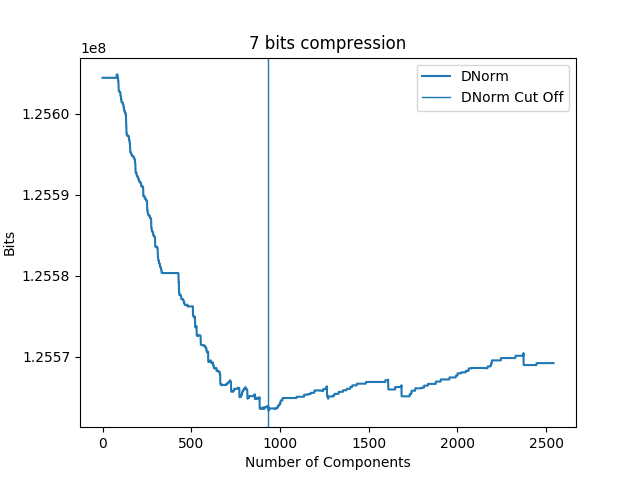 7 bits compression
1e8
DNorm
DNorm Cut Off
1.2560
1.2559
1.2558
1.2557
Bits
0 500 1000 1500 2000 2500
Number of Components